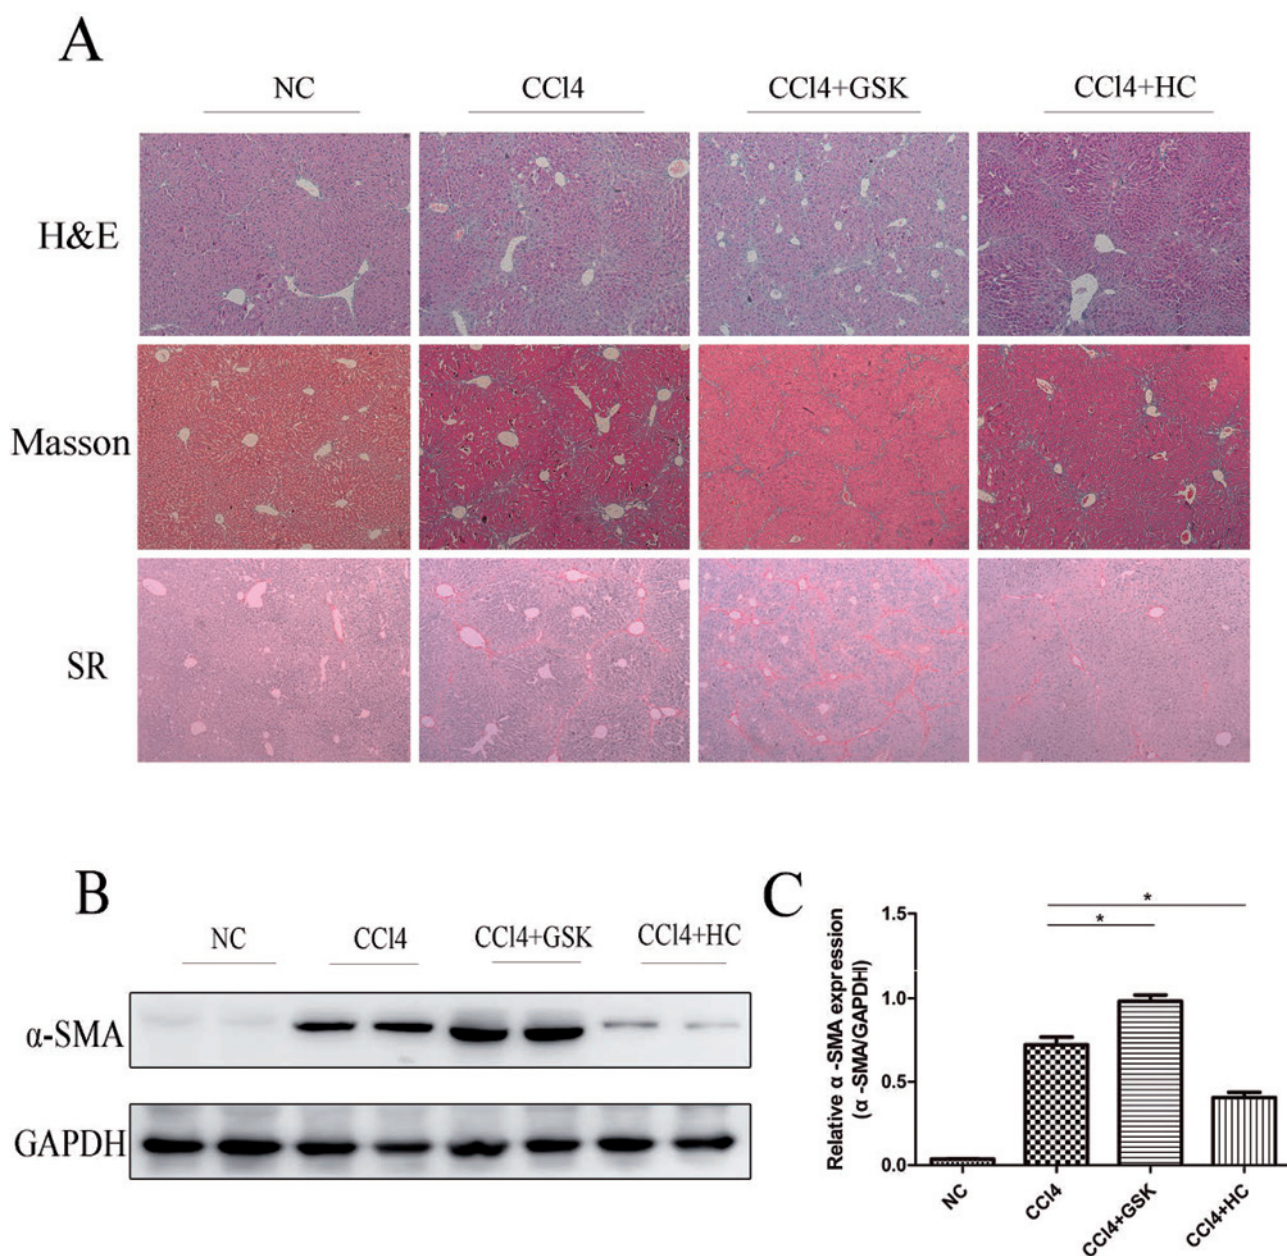 A
NC CCl4 CCl4+GSK CCl4+HC
H&E
Masson
SR
B
NC CCl4 CCl4+GSK CCl4+HC
α-SMA
GAPDH
C
Relative α -SMA expression
(α -SMA/GAPDH)
1.5
1.0
0.5
0.0
*
*
NC CCl4 CCl4+GSK CCl4+HC